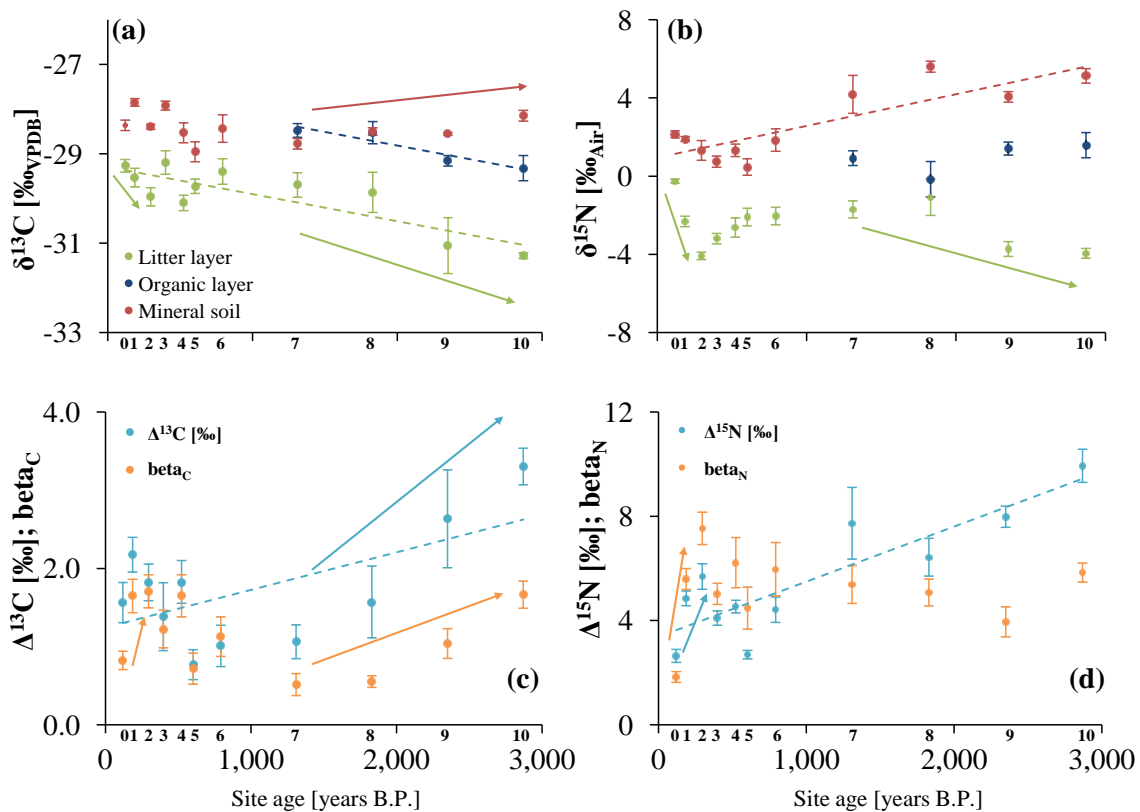 (a)
δ¹³C [‰VPDB]
-27
-29
-31
-33
Litter layer
Organic layer
Mineral soil
0 1 2 3 4 5 6 7 8 9 10
(b)
δ¹⁵N [‰Air]
8
4
0
-4
-8
0 1 2 3 4 5 6 7 8 9 10
Δ¹³C [‰]; beta_C
4.0
2.0
0.0
Δ¹³C [‰]
beta_C
(c)
0 1 2 3 4 5 6 7 8 9 10
0 1,000 2,000 3,000
Site age [years B.P.]
Δ¹⁵N [‰]; beta_N
12
8
4
0
Δ¹⁵N [‰]
beta_N
(d)
0 1 2 3 4 5 6 7 8 9 10
0 1,000 2,000 3,000
Site age [years B.P.]